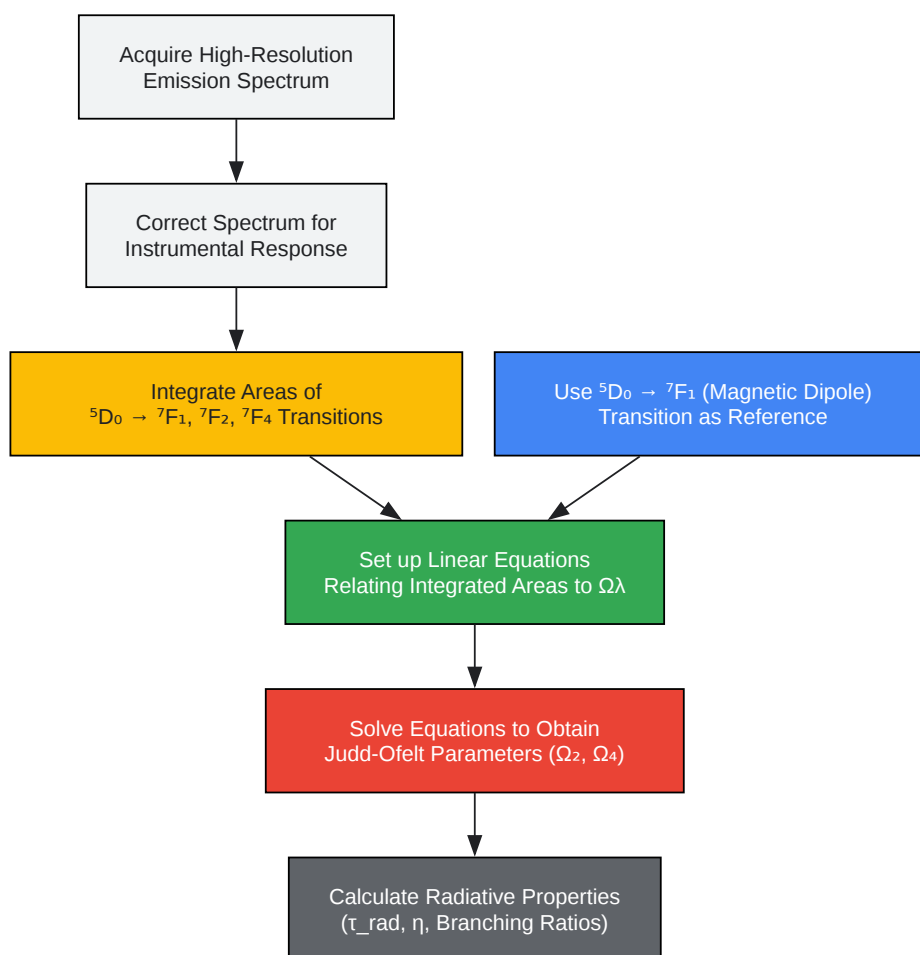 Acquire High-Resolution
Emission Spectrum
Correct Spectrum for
Instrumental Response
Integrate Areas of
⁵D₀ → ⁷F₁, ⁷F₂, ⁷F₄ Transitions
Use ⁵D₀ → ⁷F₁ (Magnetic Dipole)
Transition as Reference
Set up Linear Equations
Relating Integrated Areas to Ωλ
Solve Equations to Obtain
Judd-Ofelt Parameters (Ω₂, Ω₄)
Calculate Radiative Properties
(τ_rad, η, Branching Ratios)